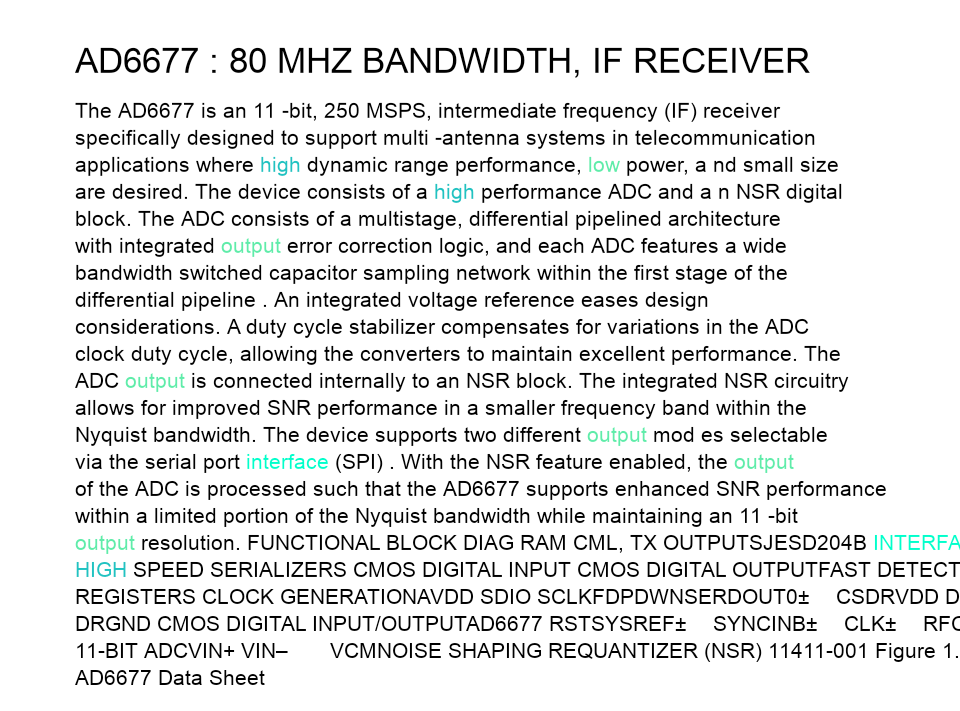 AD6677 : 80 MHZ BANDWIDTH, IF RECEIVER
The AD6677 is an 11 -bit, 250 MSPS, intermediate frequency (IF) receiver
specifically designed to support multi -antenna systems in telecommunication
applications where high dynamic range performance, low power, a nd small size
are desired. The device consists of a high performance ADC and a n NSR digital
block. The ADC consists of a multistage, differential pipelined architecture
with integrated output error correction logic, and each ADC features a wide
bandwidth switched capacitor sampling network within the first stage of the
differential pipeline . An integrated voltage reference eases design
considerations. A duty cycle stabilizer compensates for variations in the ADC
clock duty cycle, allowing the converters to maintain excellent performance. The
ADC output is connected internally to an NSR block. The integrated NSR circuitry
allows for improved SNR performance in a smaller frequency band within the
Nyquist bandwidth. The device supports two different output mod es selectable
via the serial port interface (SPI) . With the NSR feature enabled, the output
of the ADC is processed such that the AD6677 supports enhanced SNR performance
within a limited portion of the Nyquist bandwidth while maintaining an 11 -bit
output resolution. FUNCTIONAL BLOCK DIAG RAM CML, TX OUTPUTSJESD204B INTERFA
HIGH SPEED SERIALIZERS CMOS DIGITAL INPUT CMOS DIGITAL OUTPUTFAST DETECT
REGISTERS CLOCK GENERATIONAVDD SDIO SCLKFDPDWNSERDOUT0± CSDRVDD D
DRGND CMOS DIGITAL INPUT/OUTPUTAD6677 RSTSYSREF± SYNCINB± CLK± RFC
11-BIT ADCVIN+ VIN– VCMNOISE SHAPING REQUANTIZER (NSR) 11411-001 Figure 1.
AD6677 Data Sheet